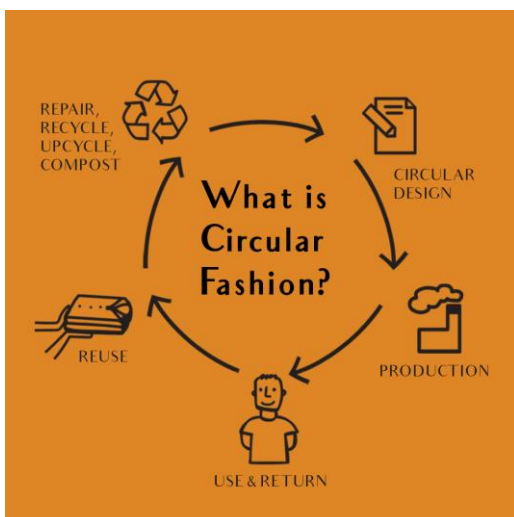 What is
Circular
Fashion?
REPAIR,
RECYCLE,
UPCYCLE,
COMPOST
CIRCULAR
DESIGN
PRODUCTION
USE & RETURN
REUSE